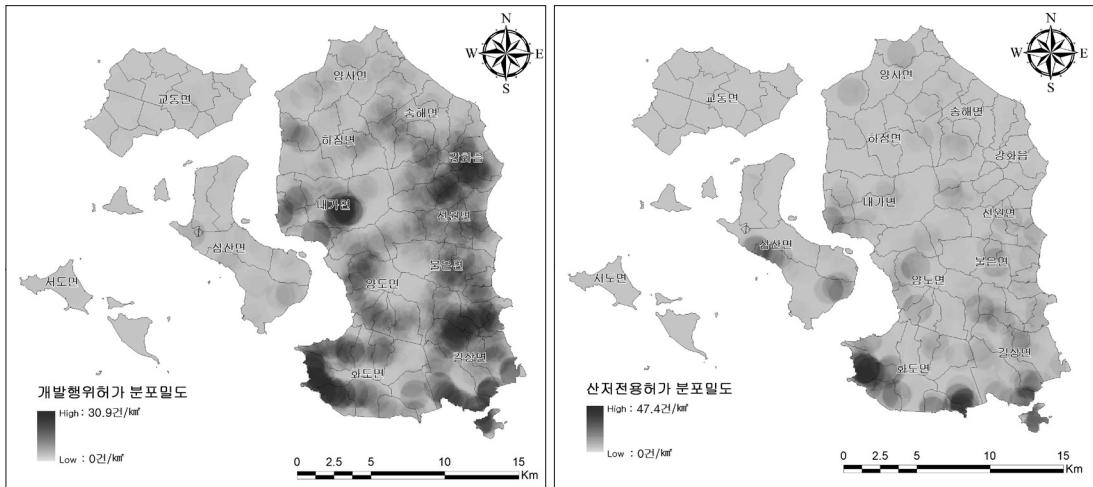 N
W
E
S
양사면
교동면
송해면
하점면
강화읍
내가면
선원면
삼산면
불은면
서도면
양도면
길상면
화도면
개발행위허가 분포밀도
High : 30.9건/㎢
Low : 0건/㎢
0 2.5 5 10 15
Km
N
W
E
S
양사면
교동면
송해면
하점면
강화읍
내가면
선원면
삼산면
불은면
시노면
양노면
길상면
화도면
산저전용허가 분포밀도
High : 47.4건/㎢
Low : 0건/㎢
0 2.5 5 10 15
Km